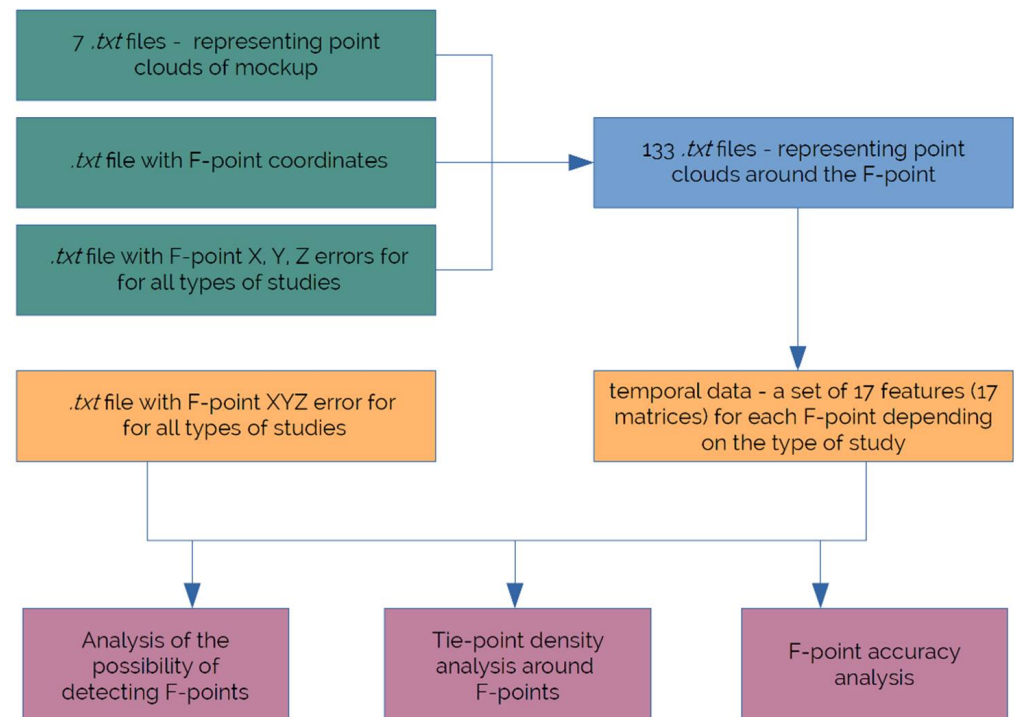 7 .txt files - representing point
clouds of mockup
.txt file with F-point coordinates
.txt file with F-point X, Y, Z errors for
for all types of studies
133 .txt files - representing point
clouds around the F-point
.txt file with F-point XYZ error for
for all types of studies
temporal data - a set of 17 features (17
matrices) for each F-point depending
on the type of study
Analysis of the
possibility of
detecting F-points
Tie-point density
analysis around
F-points
F-point accuracy
analysis